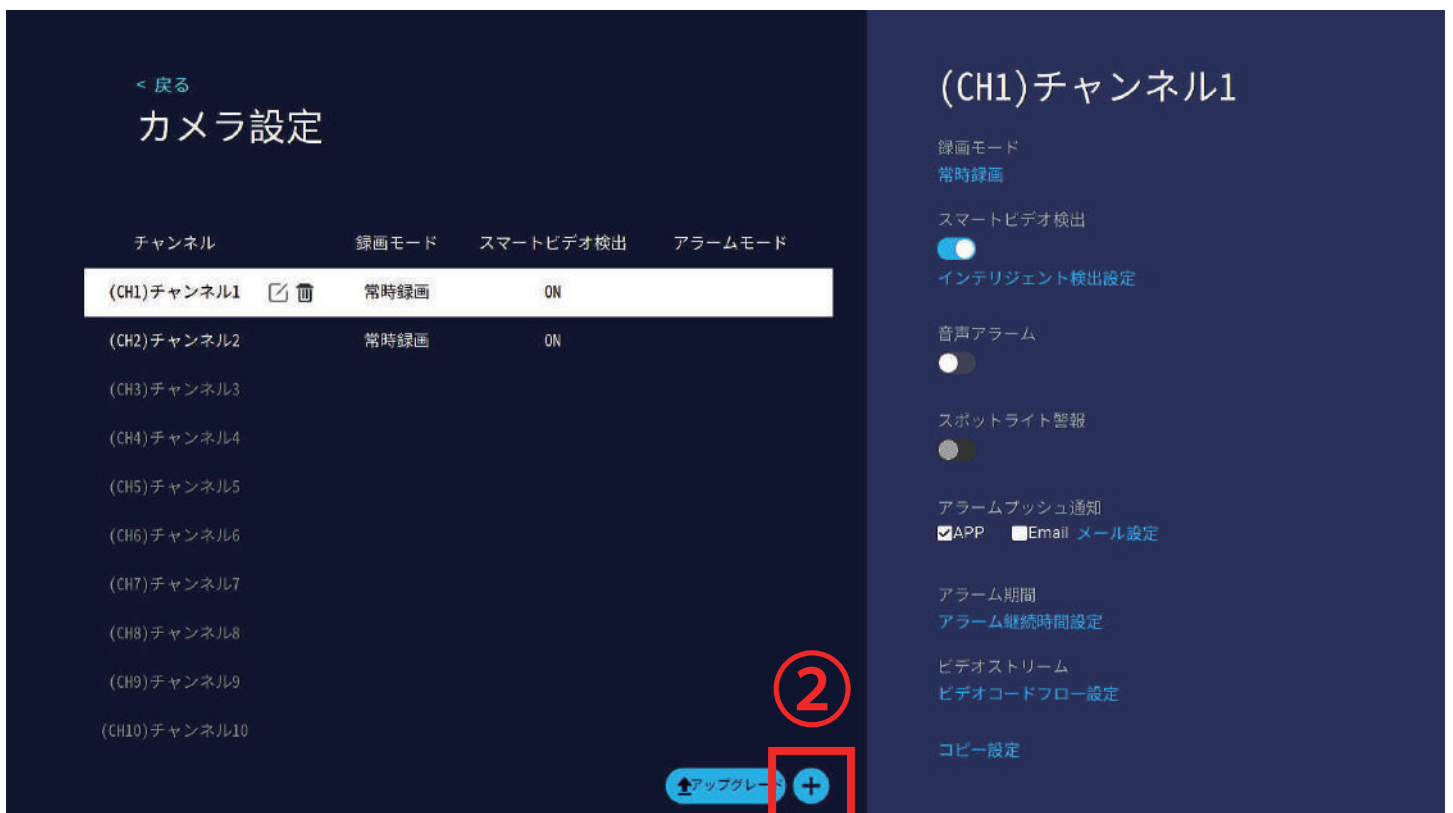 < 戻る
カメラ設定
チャンネル 録画モード スマートビデオ検出 アラームモード
(CH1)チャンネル1 常時録画 ON
(CH2)チャンネル2 常時録画 ON
(CH3)チャンネル3
(CH4)チャンネル4
(CH5)チャンネル5
(CH6)チャンネル6
(CH7)チャンネル7
(CH8)チャンネル8
(CH9)チャンネル9
(CH10)チャンネル10
②
アップグレード +
(CH1)チャンネル1
録画モード
常時録画
スマートビデオ検出
インテリジェント検出設定
音声アラーム
スポットライト警報
アラームプッシュ通知
APP Email メール設定
アラーム期間
アラーム継続時間設定
ビデオストリーム
ビデオコードフロー設定
コピー設定